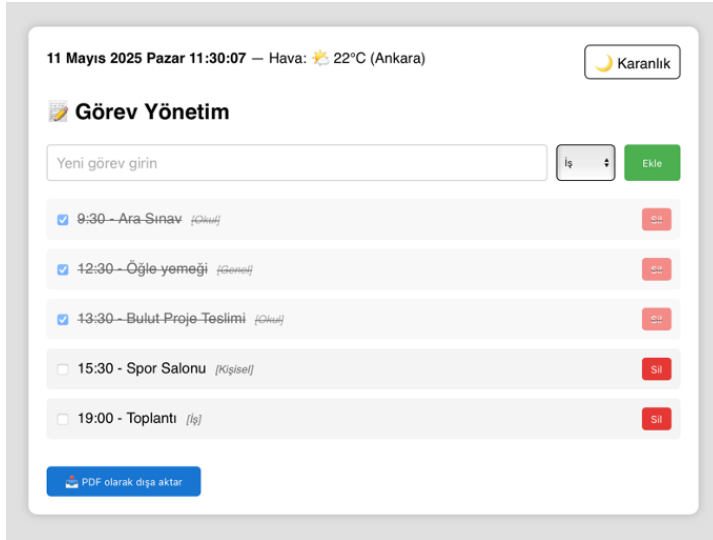 11 Mayıs 2025 Pazar 11:30:07 — Hava: 🌤️ 22°C (Ankara)
🌙 Karanlık
📝 Görev Yönetim
Yeni görev girin
İş
Ekle
9:30 - Ara Sınav [Okul]
Sil
12:30 - Öğle yemeği [Genel]
Sil
13:30 - Bulut Proje Teslimi [Okul]
Sil
15:30 - Spor Salonu [Kişisel]
Sil
19:00 - Toplantı [İş]
Sil
📤 PDF olarak dışa aktar